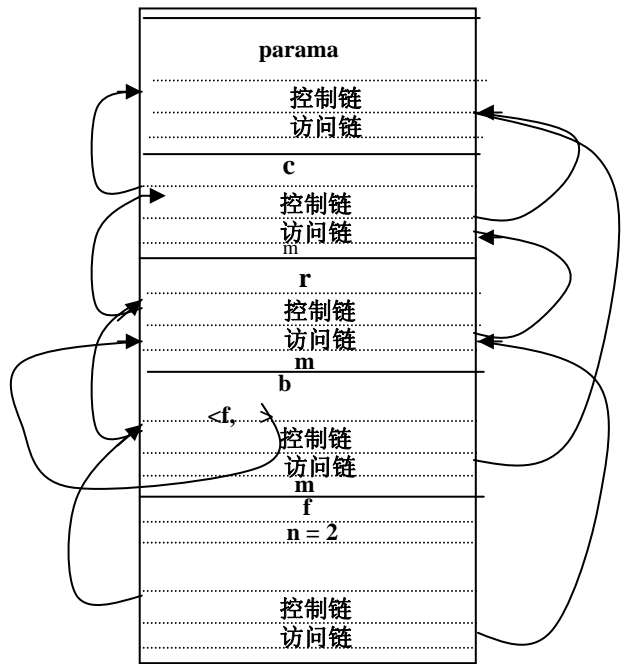 parama
控制链
访问链
c
控制链
访问链
m
r
控制链
访问链
m
b
<f, >
控制链
访问链
m
f
n = 2
控制链
访问链